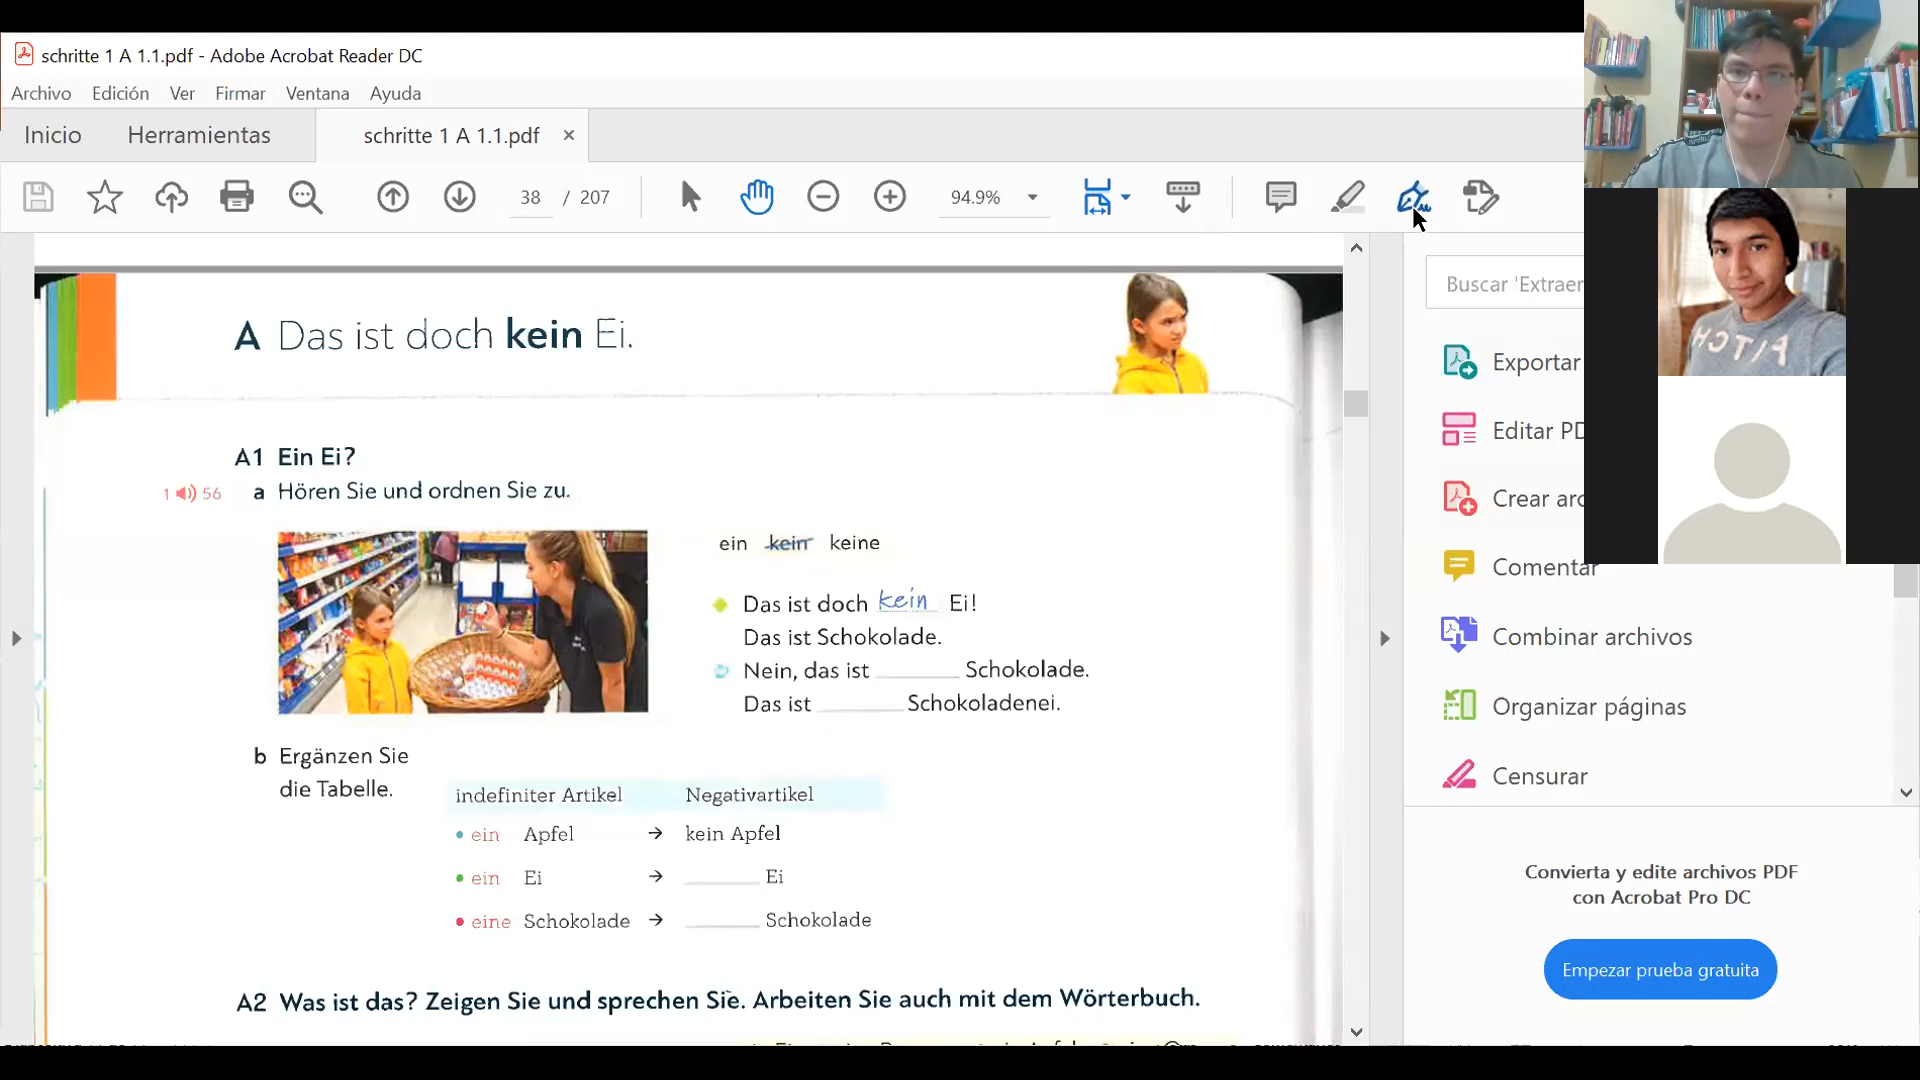 schritte 1 A 1.1.pdf - Adobe Acrobat Reader DC
Archivo Edición Ver Firmar Ventana Ayuda
Inicio Herramientas schritte 1 A 1.1.pdf ×
38 / 207 94.9%
A Das ist doch kein Ei.
A1 Ein Ei?
1 56 a Hören Sie und ordnen Sie zu.
ein kein keine
Das ist doch kein Ei!
Das ist Schokolade.
Nein, das ist ________ Schokolade.
Das ist ________ Schokoladenei.
b Ergänzen Sie
die Tabelle.
indefiniter Artikel Negativartikel
• ein Apfel → kein Apfel
• ein Ei → ________ Ei
• eine Schokolade → ________ Schokolade
A2 Was ist das? Zeigen Sie und sprechen Sie. Arbeiten Sie auch mit dem Wörterbuch.
Buscar 'Extraer
Exportar
Editar PD
Crear arc
Comentar
Combinar archivos
Organizar páginas
Censurar
Convierta y edite archivos PDF
con Acrobat Pro DC
Empezar prueba gratuita